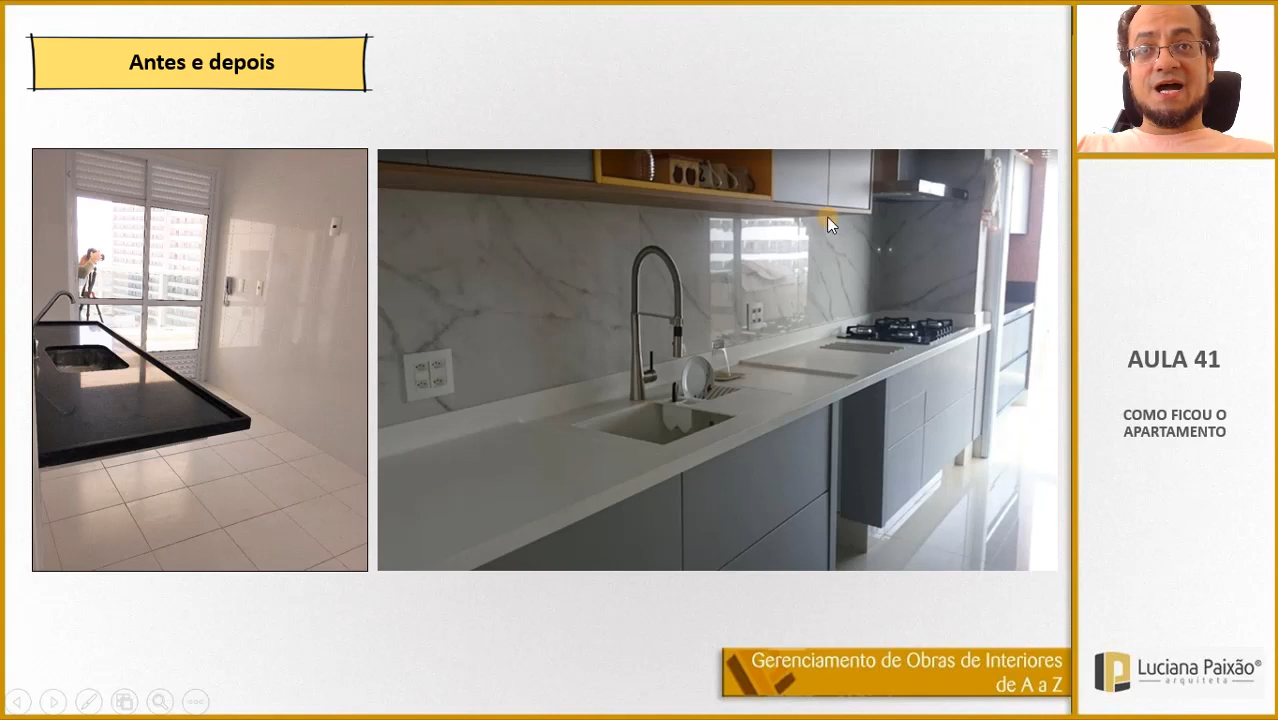 Antes e depois
AULA 41
COMO FICOU O
APARTAMENTO
Gerenciamento de Obras de Interiores
de A a Z
Luciana Paixão®
arquiteta